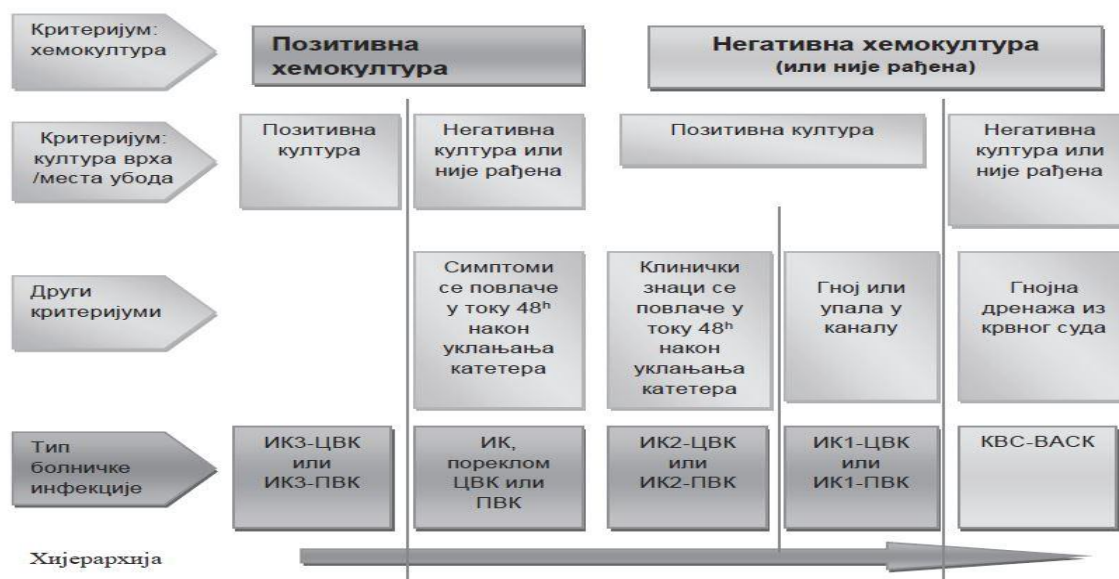 Критеријум:
хемокултура
Позитивна
хемокултура
Негативна хемокултура
(или није рађена)
Критеријум:
култура врха
/места убода
Позитивна
култура
Негативна
култура или
није рађена
Позитивна култура
Негативна
култура или
није рађена
Други
критеријуми
Симптоми
се повлаче
у току 48ʰ
након
уклањања
катетера
Клинички
знаци се
повлаче у
току 48ʰ
након
уклањања
катетера
Гној или
упала у
каналу
Гнојна
дренажа из
крвног суда
Тип
болничке
инфекције
ИК3-ЦВК
или
ИК3-ПВК
ИК,
пореклом
ЦВК или
ПВК
ИК2-ЦВК
или
ИК2-ПВК
ИК1-ЦВК
или
ИК1-ПВК
КВС-ВАСК
Хијерархија